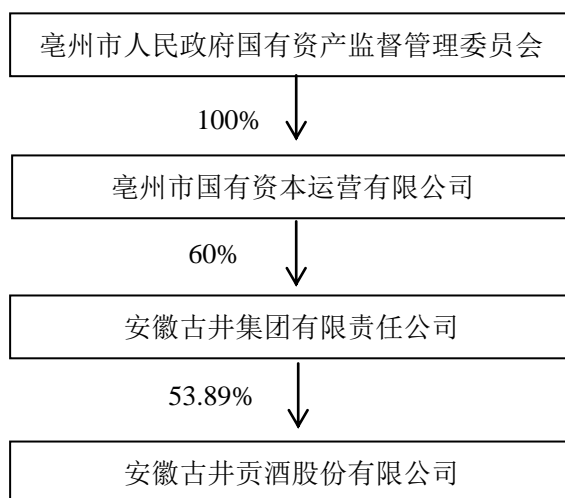 亳州市人民政府国有资产监督管理委员会
100%
亳州市国有资本运营有限公司
60%
安徽古井集团有限责任公司
53.89%
安徽古井贡酒股份有限公司